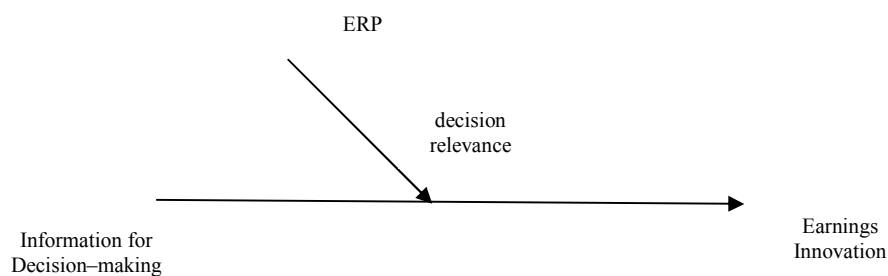 ERP
decision
relevance
Information for
Decision–making
Earnings
Innovation